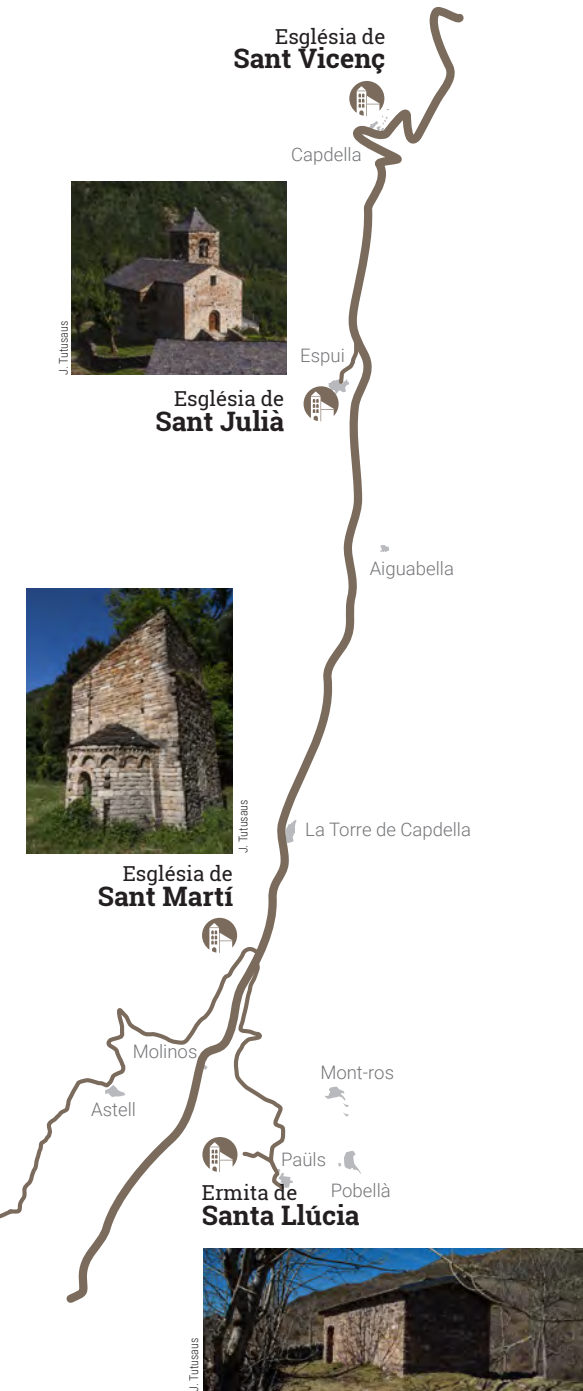 Església de
Sant Vicenç
Capdella
J. Tutusaus
Espui
Església de
Sant Julià
Aiguabella
J. Tutusaus
La Torre de Capdella
Església de
Sant Martí
Molinos
Mont-ros
Astell
Paüls
Pobellà
Ermita de
Santa Llúcia
J. Tutusaus